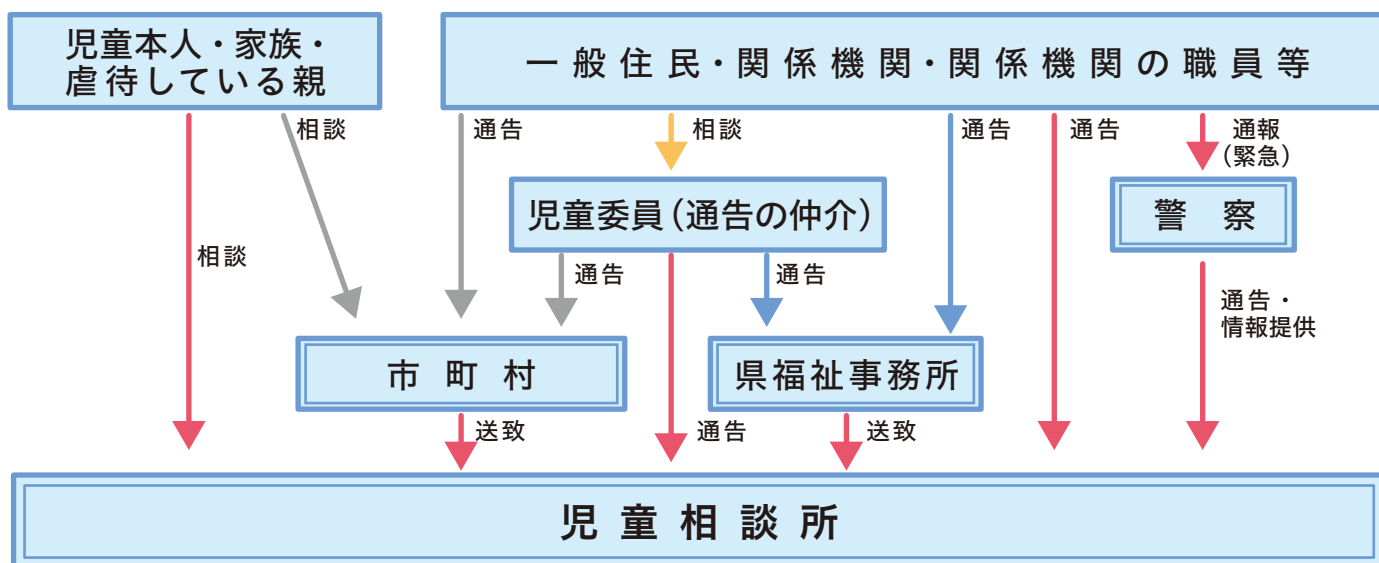 児童本人・家族・
虐待している親
一般住民・関係機関・関係機関の職員等
相談
通告
相談
通告
通告
通報
(緊急)
児童委員(通告の仲介)
警察
相談
通告
通告
通告・
情報提供
市町村
県福祉事務所
送致
通告
送致
児童相談所